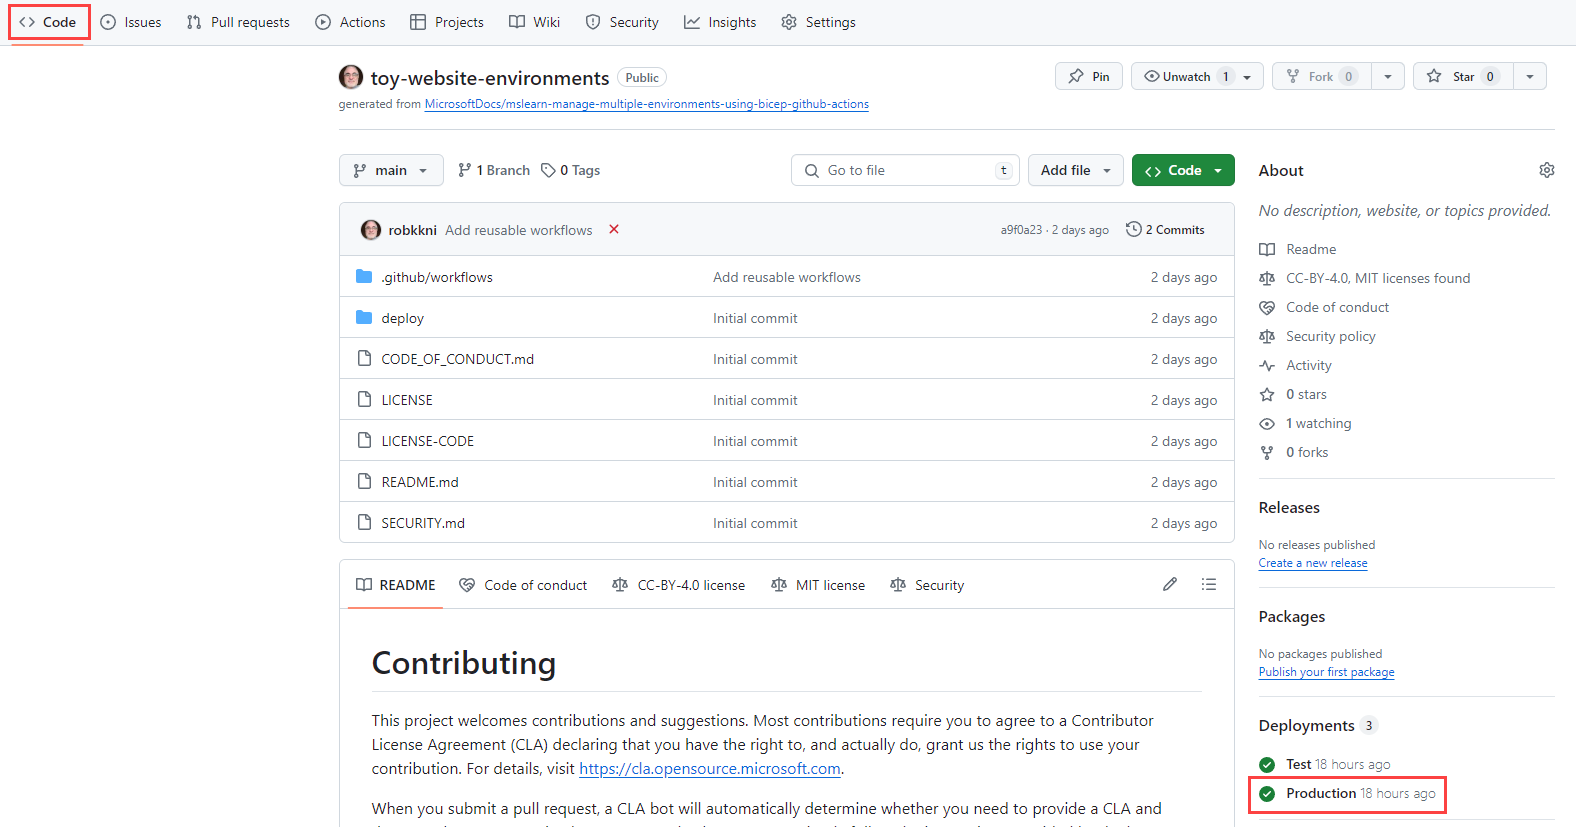 Code Issues Pull requests Actions Projects Wiki Security Insights Settings
toy-website-environments Public
Pin Unwatch 1 Fork 0 Star 0
generated from MicrosoftDocs/mslearn-manage-multiple-environments-using-bicep-github-actions
main 1 Branch 0 Tags Go to file t Add file Code
robkkni Add reusable workflows a9f0a23 · 2 days ago 2 Commits
.github/workflows Add reusable workflows 2 days ago
deploy Initial commit 2 days ago
CODE_OF_CONDUCT.md Initial commit 2 days ago
LICENSE Initial commit 2 days ago
LICENSE-CODE Initial commit 2 days ago
README.md Initial commit 2 days ago
SECURITY.md Initial commit 2 days ago
README Code of conduct CC-BY-4.0 license MIT license Security
Contributing
This project welcomes contributions and suggestions. Most contributions require you to agree to a Contributor
License Agreement (CLA) declaring that you have the right to, and actually do, grant us the rights to use your
contribution. For details, visit https://cla.opensource.microsoft.com.
When you submit a pull request, a CLA bot will automatically determine whether you need to provide a CLA and
About
No description, website, or topics provided.
Readme
CC-BY-4.0, MIT licenses found
Code of conduct
Security policy
Activity
0 stars
1 watching
0 forks
Releases
No releases published
Create a new release
Packages
No packages published
Publish your first package
Deployments 3
Test 18 hours ago
Production 18 hours ago